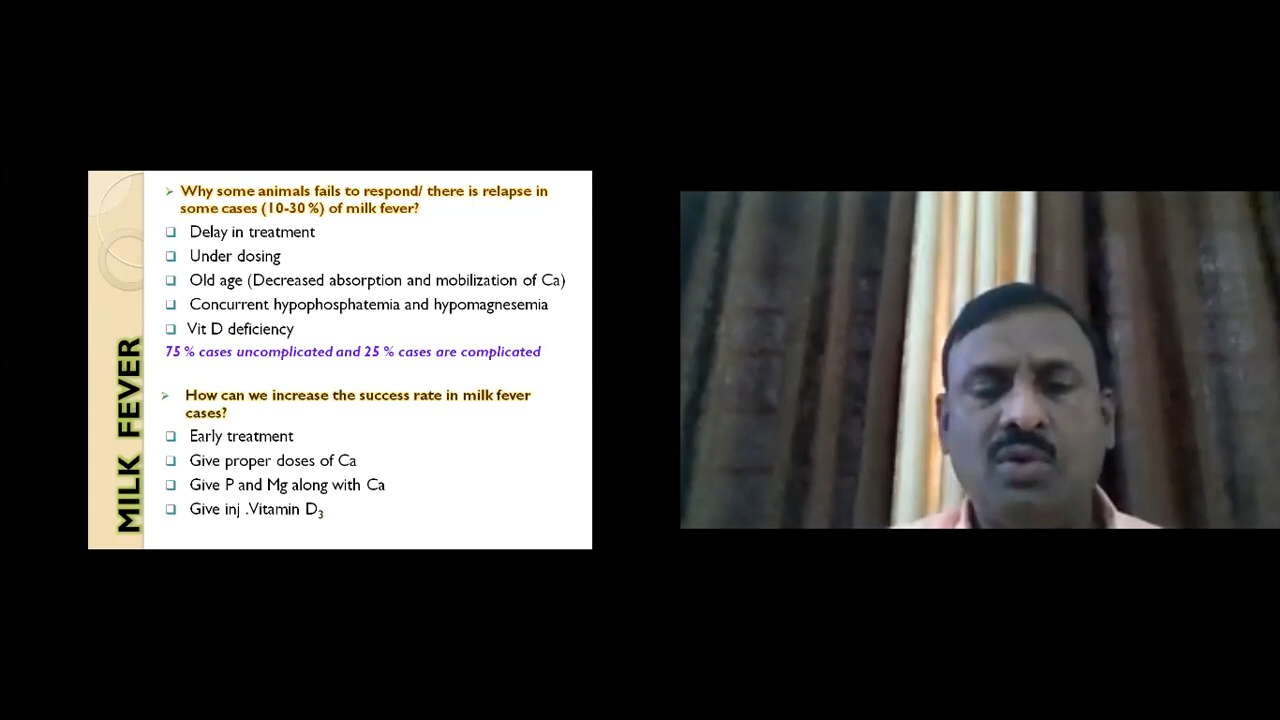 MILK FEVER
➢ Why some animals fails to respond/ there is relapse in
some cases (10-30 %) of milk fever?
❑ Delay in treatment
❑ Under dosing
❑ Old age (Decreased absorption and mobilization of Ca)
❑ Concurrent hypophosphatemia and hypomagnesemia
❑ Vit D deficiency
75 % cases uncomplicated and 25 % cases are complicated
➢ How can we increase the success rate in milk fever
cases?
❑ Early treatment
❑ Give proper doses of Ca
❑ Give P and Mg along with Ca
❑ Give inj .Vitamin D₃